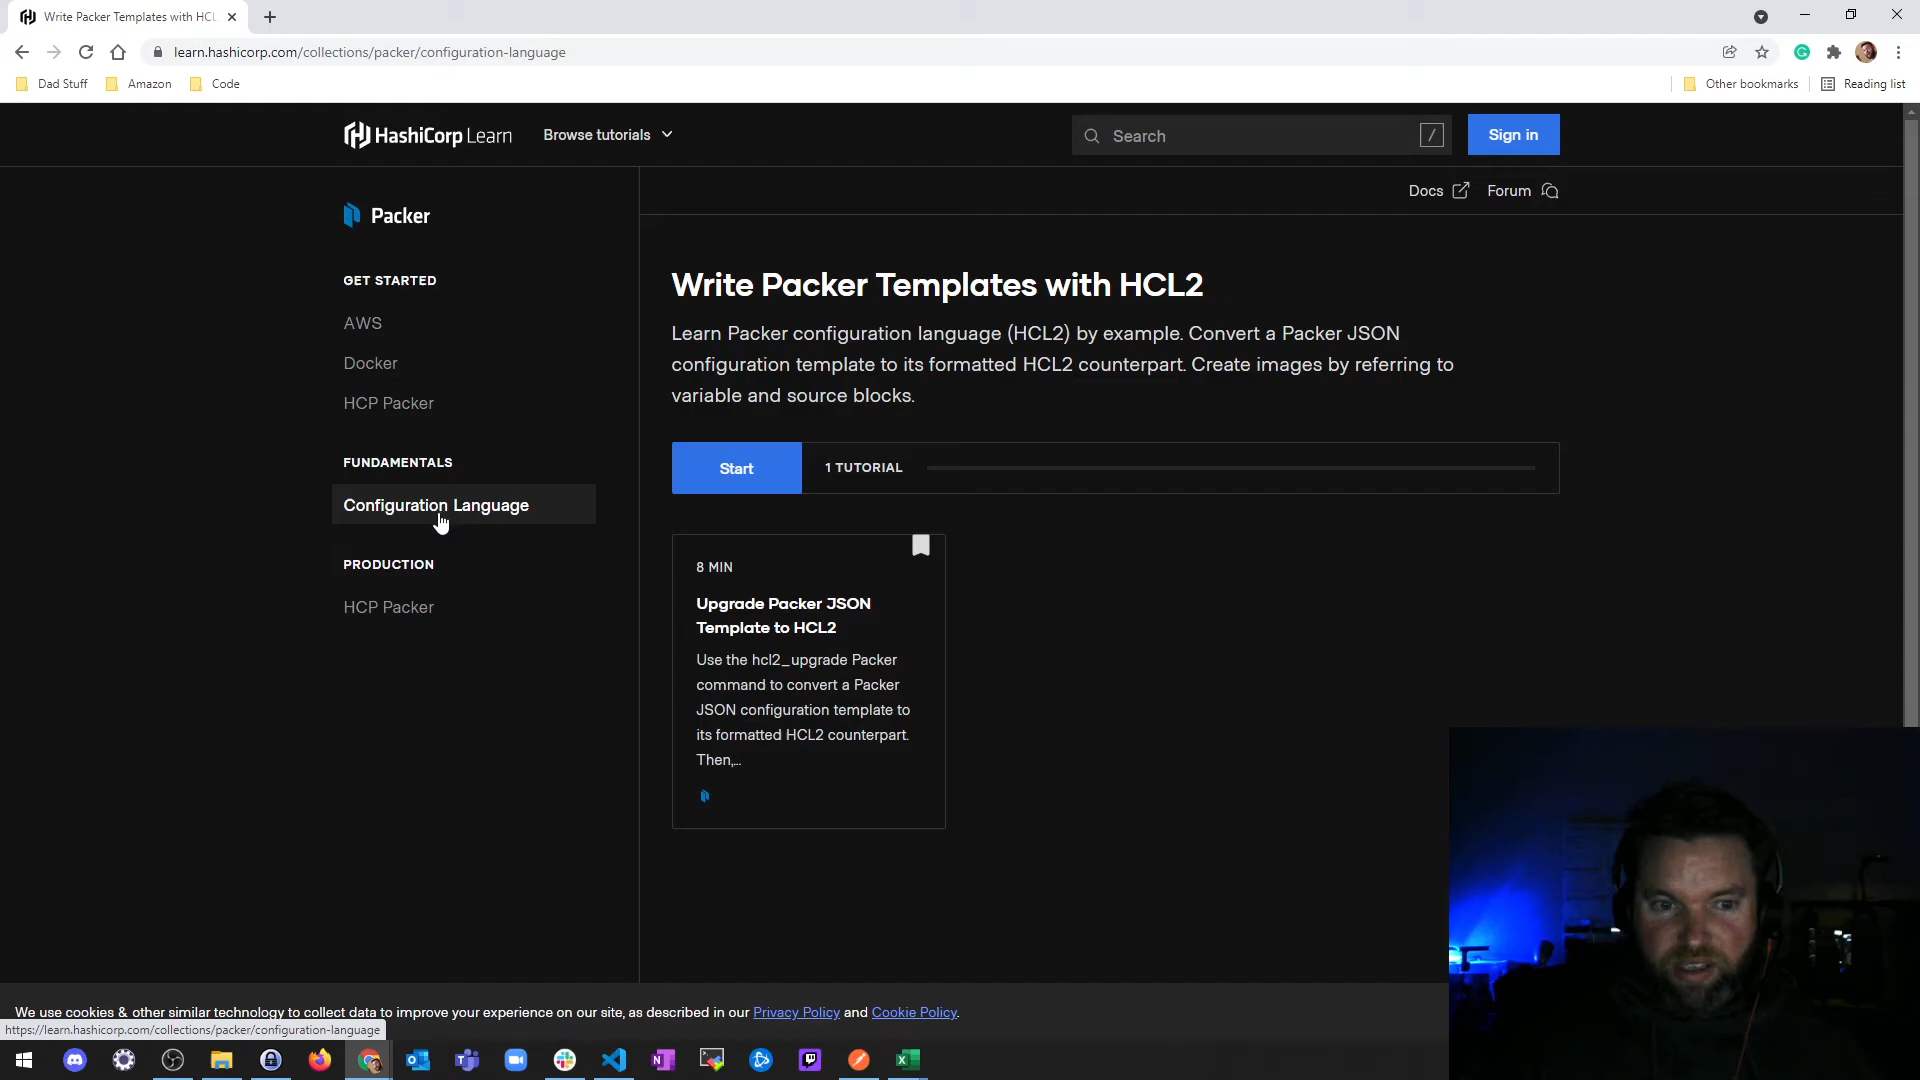 Write Packer Templates with HCL
learn.hashicorp.com/collections/packer/configuration-language
Dad Stuff
Amazon
Code
Other bookmarks
Reading list
HashiCorp Learn
Browse tutorials
Search
/
Sign in
Docs
Forum
Packer
GET STARTED
AWS
Docker
HCP Packer
FUNDAMENTALS
Configuration Language
PRODUCTION
HCP Packer
Write Packer Templates with HCL2
Learn Packer configuration language (HCL2) by example. Convert a Packer JSON
configuration template to its formatted HCL2 counterpart. Create images by referring to
variable and source blocks.
Start
1 TUTORIAL
8 MIN
Upgrade Packer JSON
Template to HCL2
Use the hcl2_upgrade Packer
command to convert a Packer
JSON configuration template to
its formatted HCL2 counterpart.
Then,...
We use cookies & other similar technology to collect data to improve your experience on our site, as described in our Privacy Policy and Cookie Policy.
https://learn.hashicorp.com/collections/packer/configuration-language